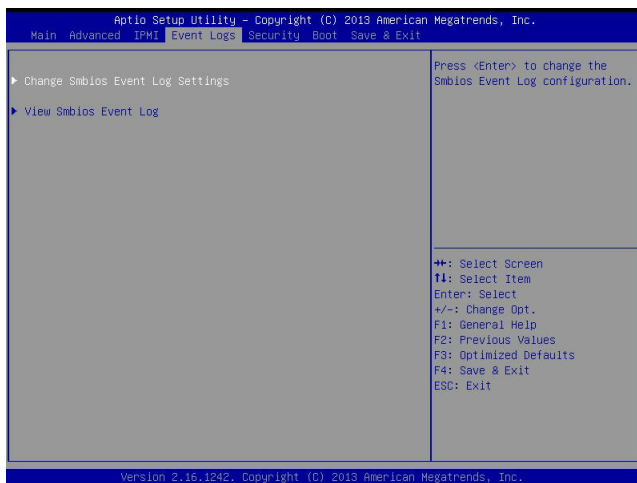 Aptio Setup Utility – Copyright (C) 2013 American Megatrends, Inc.
Main Advanced IPMI Event Logs Security Boot Save & Exit
▶ Change Smbios Event Log Settings
▶ View Smbios Event Log
Press <Enter> to change the
Smbios Event Log configuration.
→←: Select Screen
↑↓: Select Item
Enter: Select
+/-: Change Opt.
F1: General Help
F2: Previous Values
F3: Optimized Defaults
F4: Save & Exit
ESC: Exit
Version 2.16.1242. Copyright (C) 2013 American Megatrends, Inc.